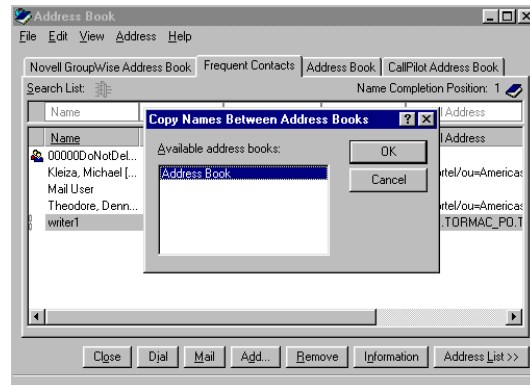 Address Book
File Edit View Address Help
Novell GroupWise Address Book Frequent Contacts Address Book CallPilot Address Book
Search List: Name Completion Position: 1
Name Address
Copy Names Between Address Books
Name Address
Available address books:
OK
00000DoNotDel...
Address Book
Kleiza, Michael [... rtel/ou=Americas
Cancel
Mail User
Theodore, Denn... rtel/ou=Americas
writer1 .TORMAC_PO.T
Close Dial Mail Add... Remove Information Address List >>